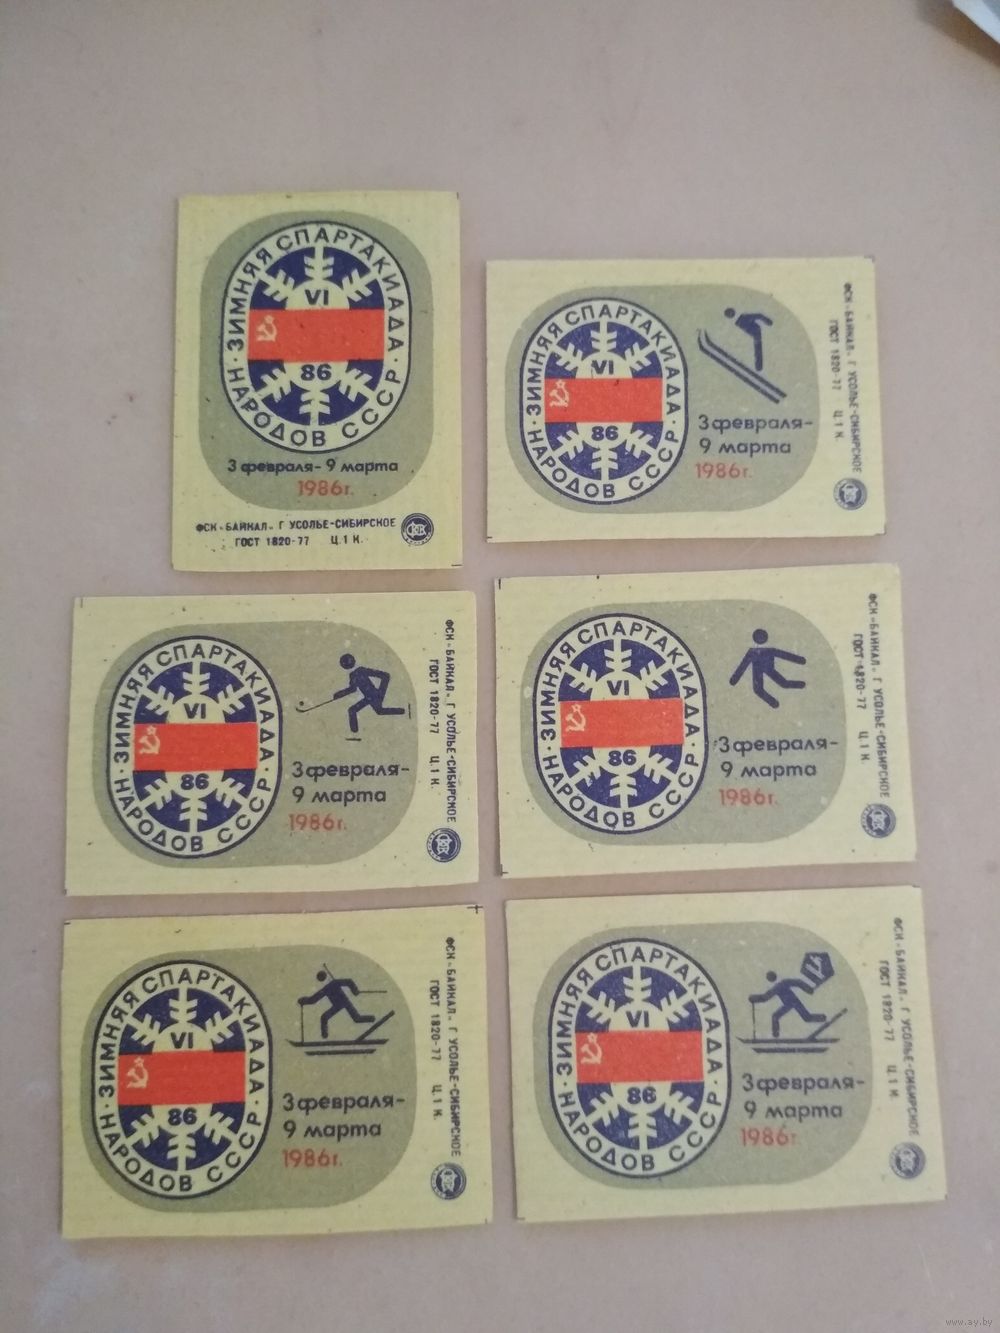 ЗИМНЯЯ СПАРТАКИАДА
VI
86
НАРОДОВ СССР
3 февраля - 9 марта
1986г.
ФСК "БАЙКАЛ" Г УСОЛЬЕ-СИБИРСКОЕ
ГОСТ 1820-77 Ц.1 К.
ЗИМНЯЯ СПАРТАКИАДА
VI
86
НАРОДОВ СССР
3 февраля -
9 марта
1986г.
ФСК "БАЙКАЛ" Г УСОЛЬЕ-СИБИРСКОЕ
ГОСТ 1820-77 Ц.1 К.
ЗИМНЯЯ СПАРТАКИАДА
VI
86
НАРОДОВ СССР
3 февраля -
9 марта
1986г.
ФСК "БАЙКАЛ" Г УСОЛЬЕ-СИБИРСКОЕ
ГОСТ 1820-77 Ц.1 К.
ЗИМНЯЯ СПАРТАКИАДА
VI
86
НАРОДОВ СССР
3 февраля -
9 марта
1986г.
ФСК "БАЙКАЛ" Г УСОЛЬЕ-СИБИРСКОЕ
ГОСТ 1820-77 Ц.1 К.
ЗИМНЯЯ СПАРТАКИАДА
VI
86
НАРОДОВ СССР
3 февраля -
9 марта
1986г.
ФСК "БАЙКАЛ" Г УСОЛЬЕ-СИБИРСКОЕ
ГОСТ 1820-77 Ц.1 К.
ЗИМНЯЯ СПАРТАКИАДА
VI
86
НАРОДОВ СССР
3 февраля -
9 марта
1986г.
ФСК "БАЙКАЛ" Г УСОЛЬЕ-СИБИРСКОЕ
ГОСТ 1820-77 Ц.1 К.
www.ay.by